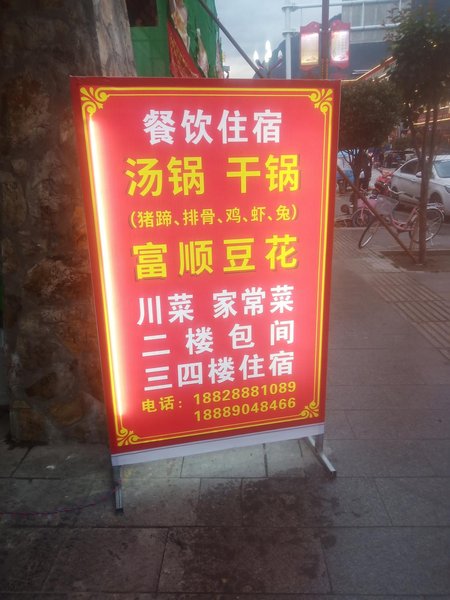 餐饮住宿
汤锅 干锅
(猪蹄、排骨、鸡、虾、兔)
富顺豆花
川菜 家常菜
二楼包间
三四楼住宿
电话：18828881089
18889048466